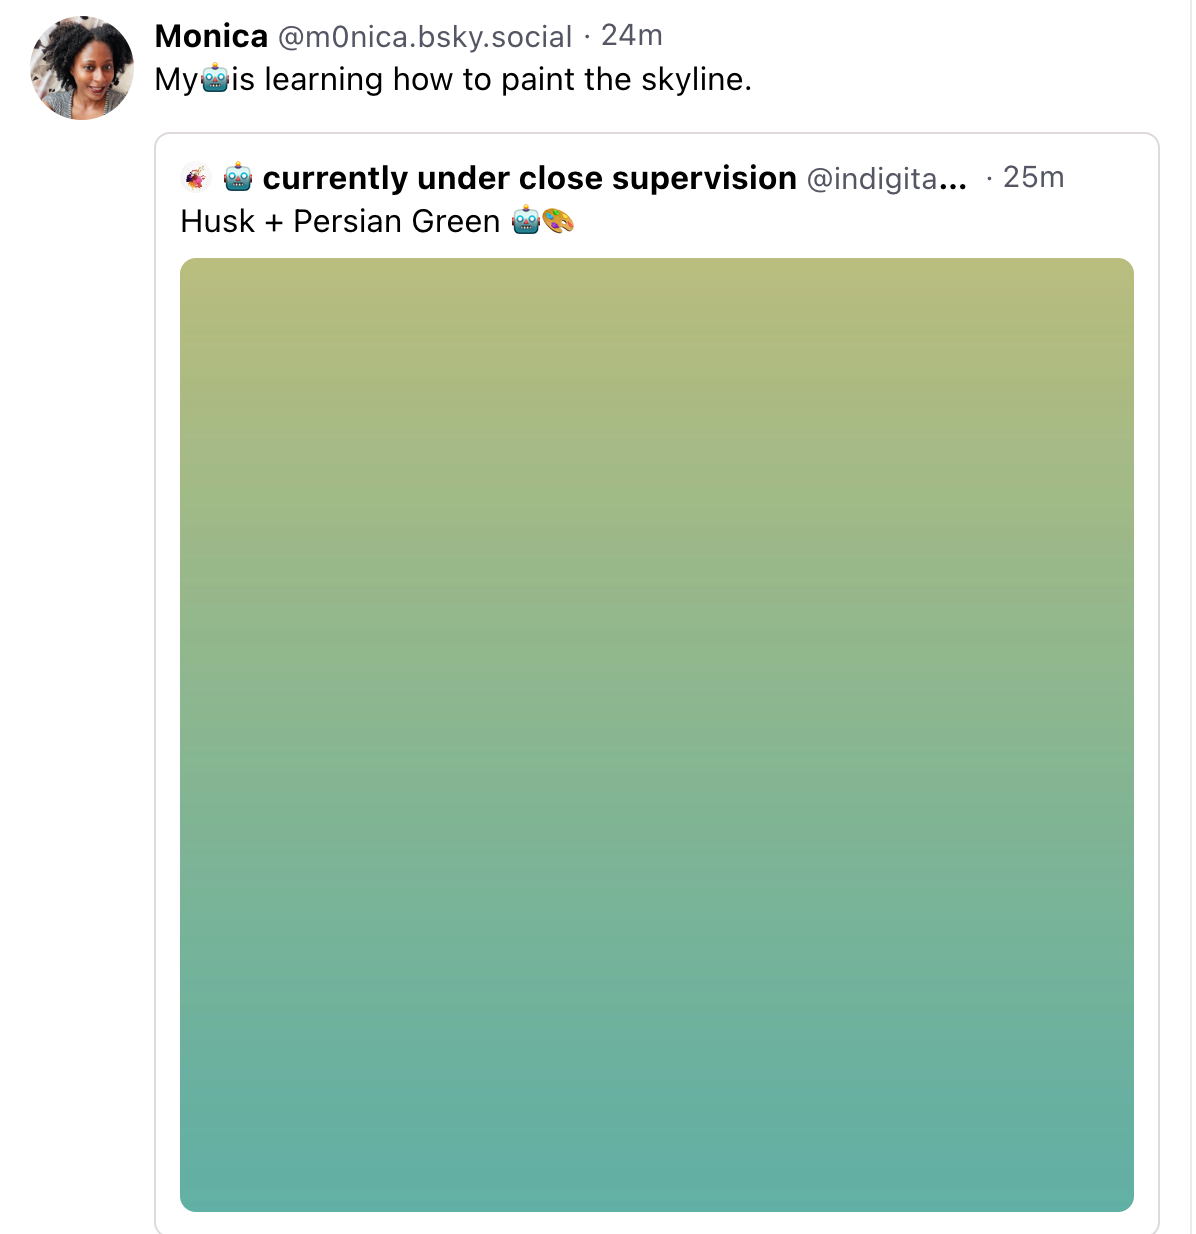 Monica @m0nica.bsky.social · 24m
My🤖is learning how to paint the skyline.
🤖 currently under close supervision @indigita... · 25m
Husk + Persian Green 🤖🎨